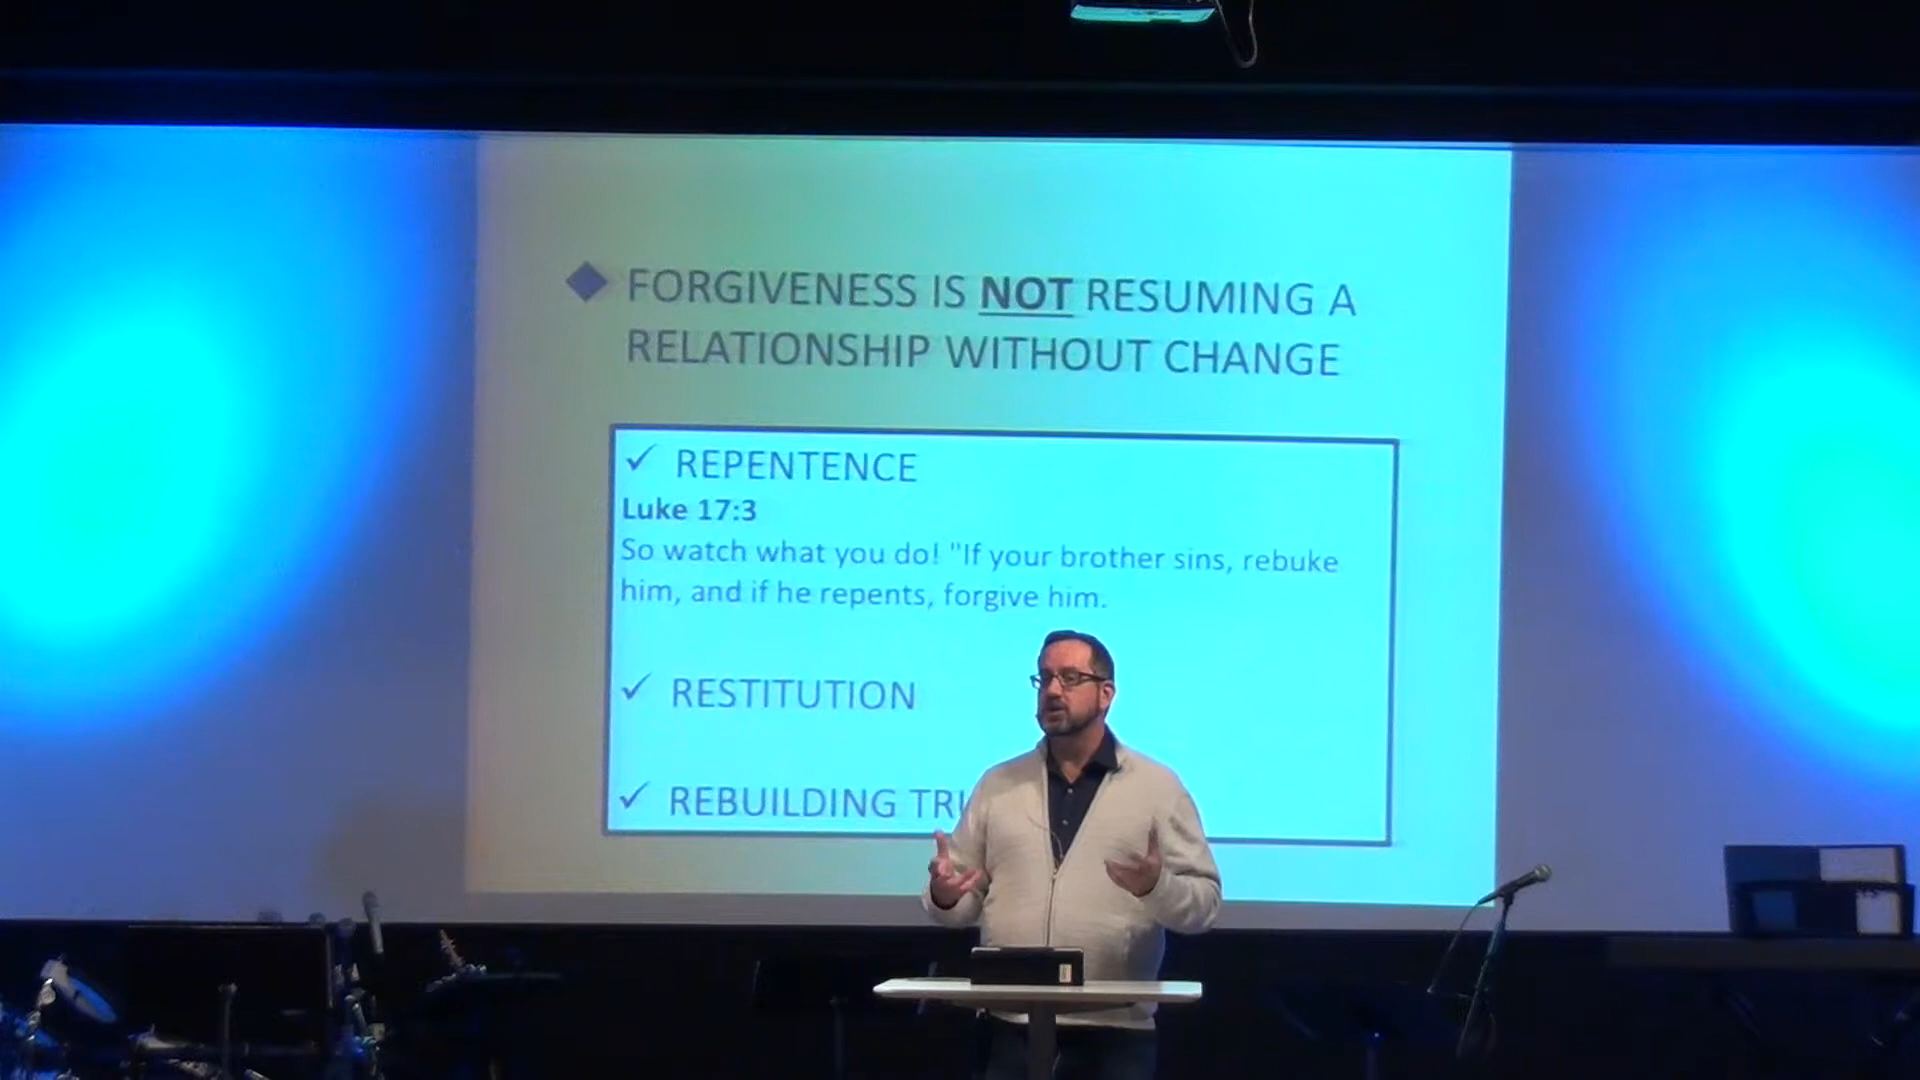 FORGIVENESS IS NOT RESUMING A
RELATIONSHIP WITHOUT CHANGE
REPENTENCE
Luke 17:3
So watch what you do! "If your brother sins, rebuke
him, and if he repents, forgive him.
RESTITUTION
REBUILDING